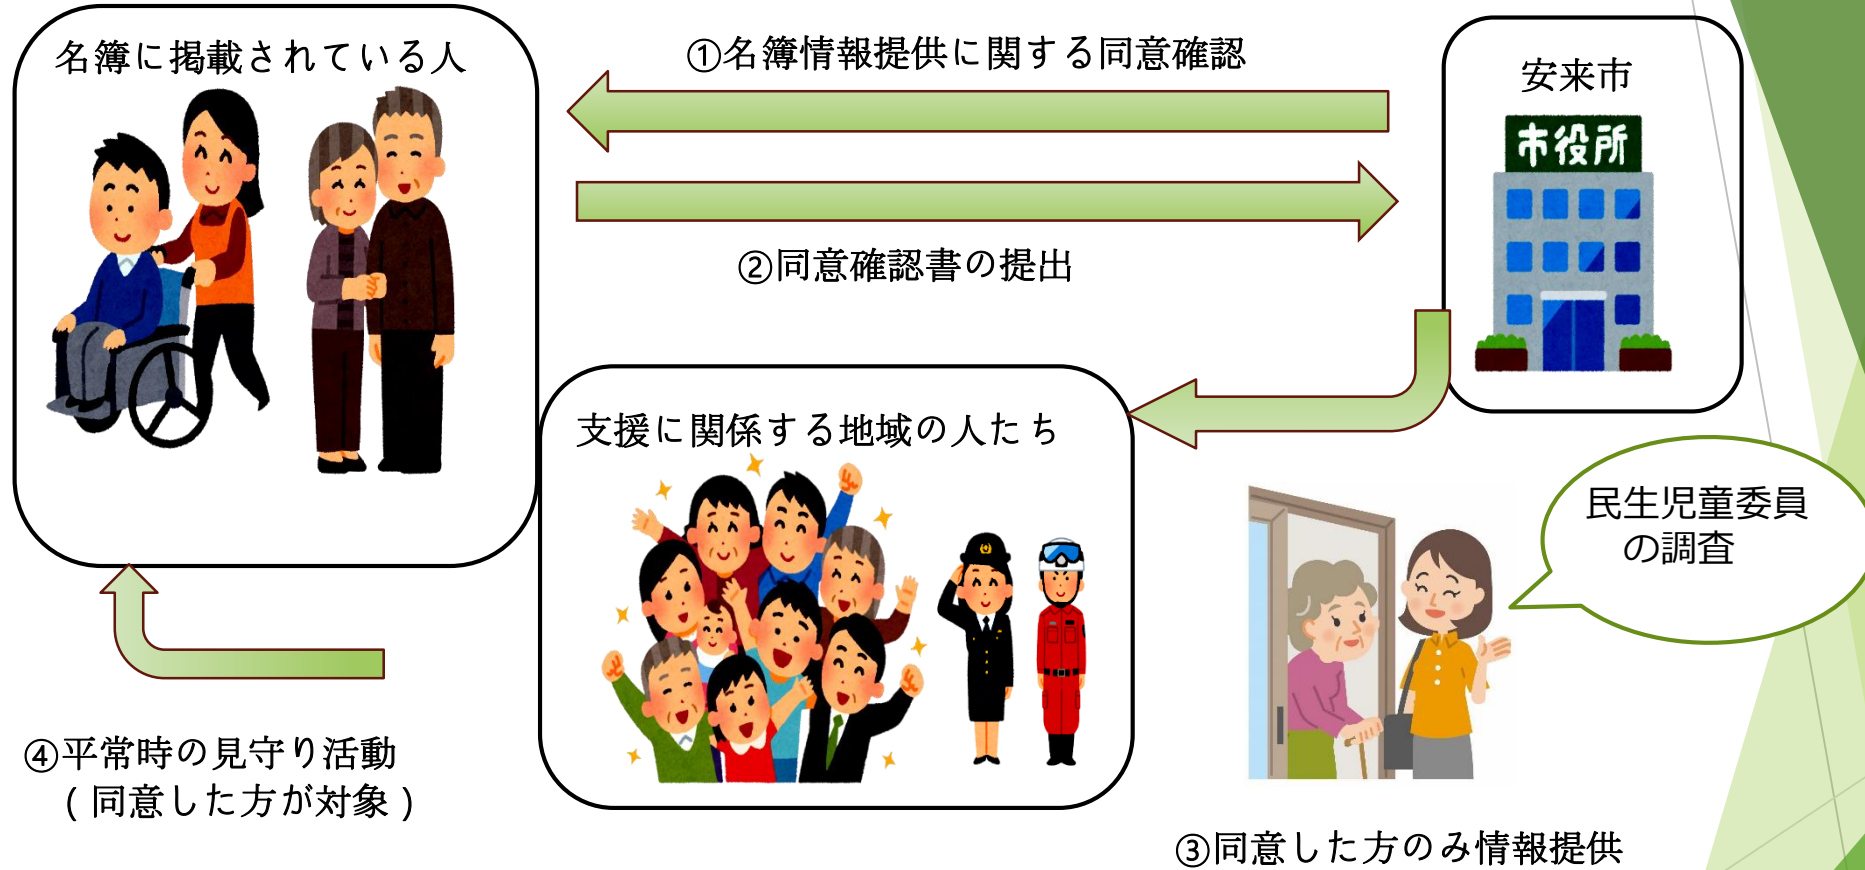 名簿に掲載されている人
①名簿情報提供に関する同意確認
安来市
市役所
②同意確認書の提出
支援に関係する地域の人たち
民生児童委員
の調査
④平常時の見守り活動
(同意した方が対象)
③同意した方のみ情報提供